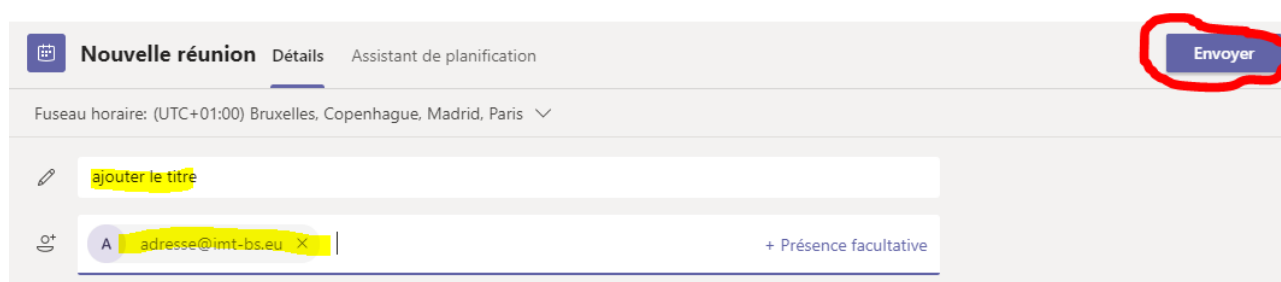 Nouvelle réunion Détails Assistant de planification Envoyer
Fuseau horaire: (UTC+01:00) Bruxelles, Copenhague, Madrid, Paris
ajouter le titre
A adresse@imt-bs.eu × + Présence facultative